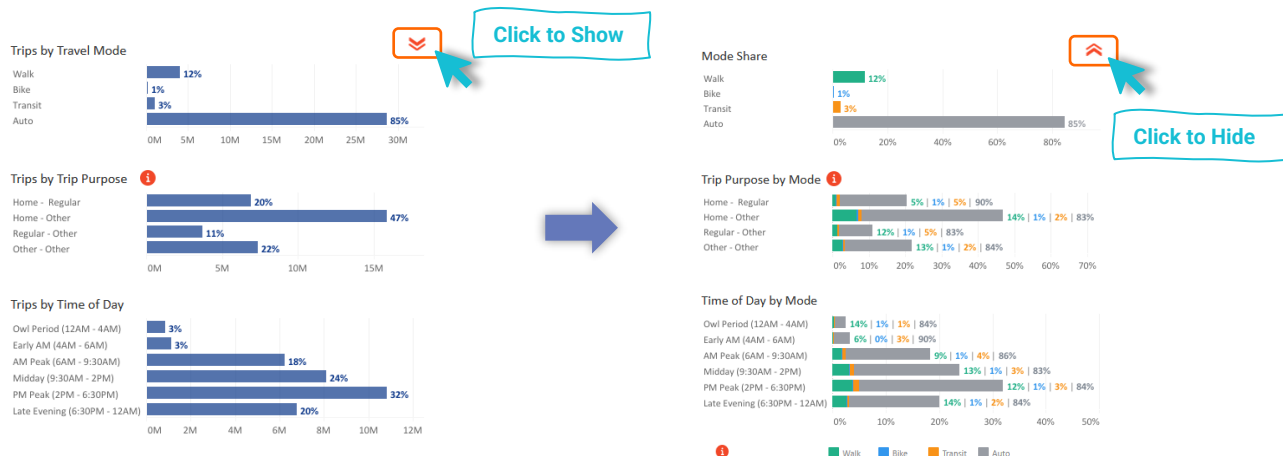 Click to Show
Trips by Travel Mode
Walk 12%
Bike 1%
Transit 3%
Auto 85%
0M 5M 10M 15M 20M 25M 30M
Trips by Trip Purpose i
Home - Regular 20%
Home - Other 47%
Regular - Other 11%
Other - Other 22%
0M 5M 10M 15M
Trips by Time of Day
Owl Period (12AM - 4AM) 3%
Early AM (4AM - 6AM) 3%
AM Peak (6AM - 9:30AM) 18%
Midday (9:30AM - 2PM) 24%
PM Peak (2PM - 6:30PM) 32%
Late Evening (6:30PM - 12AM) 20%
0M 2M 4M 6M 8M 10M 12M
Mode Share
Walk 12%
Bike 1%
Transit 3%
Auto 85%
0% 20% 40% 60% 80%
Click to Hide
Trip Purpose by Mode i
Home - Regular 5% | 1% | 5% | 90%
Home - Other 14% | 1% | 2% | 83%
Regular - Other 12% | 1% | 5% | 83%
Other - Other 13% | 1% | 2% | 84%
0% 10% 20% 30% 40% 50% 60% 70%
Time of Day by Mode
Owl Period (12AM - 4AM) 14% | 1% | 1% | 84%
Early AM (4AM - 6AM) 6% | 0% | 3% | 90%
AM Peak (6AM - 9:30AM) 9% | 1% | 4% | 86%
Midday (9:30AM - 2PM) 13% | 1% | 3% | 83%
PM Peak (2PM - 6:30PM) 12% | 1% | 3% | 84%
Late Evening (6:30PM - 12AM) 14% | 1% | 2% | 84%
0% 10% 20% 30% 40% 50%
i Walk Bike Transit Auto